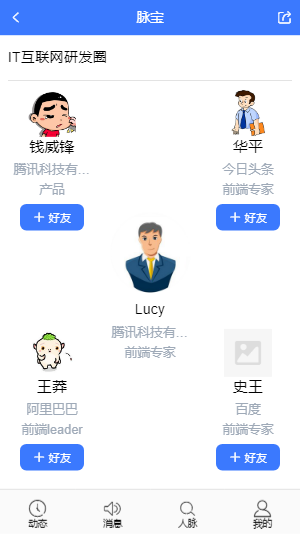 脉宝
IT互联网研发圈
钱威锋
腾讯科技有...
产品
+ 好友
华平
今日头条
前端专家
+ 好友
Lucy
腾讯科技有...
前端专家
王莽
阿里巴巴
前端leader
+ 好友
史王
百度
前端专家
+ 好友
动态
消息
人脉
我的